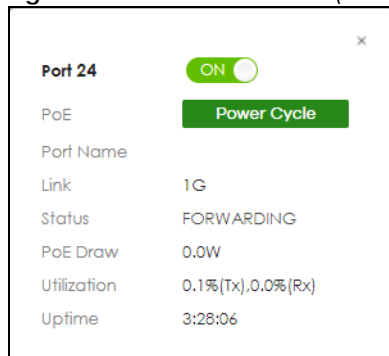 ×
Port 24 ON
PoE Power Cycle
Port Name
Link 1G
Status FORWARDING
PoE Draw 0.0W
Utilization 0.1%(Tx),0.0%(Rx)
Uptime 3:28:06